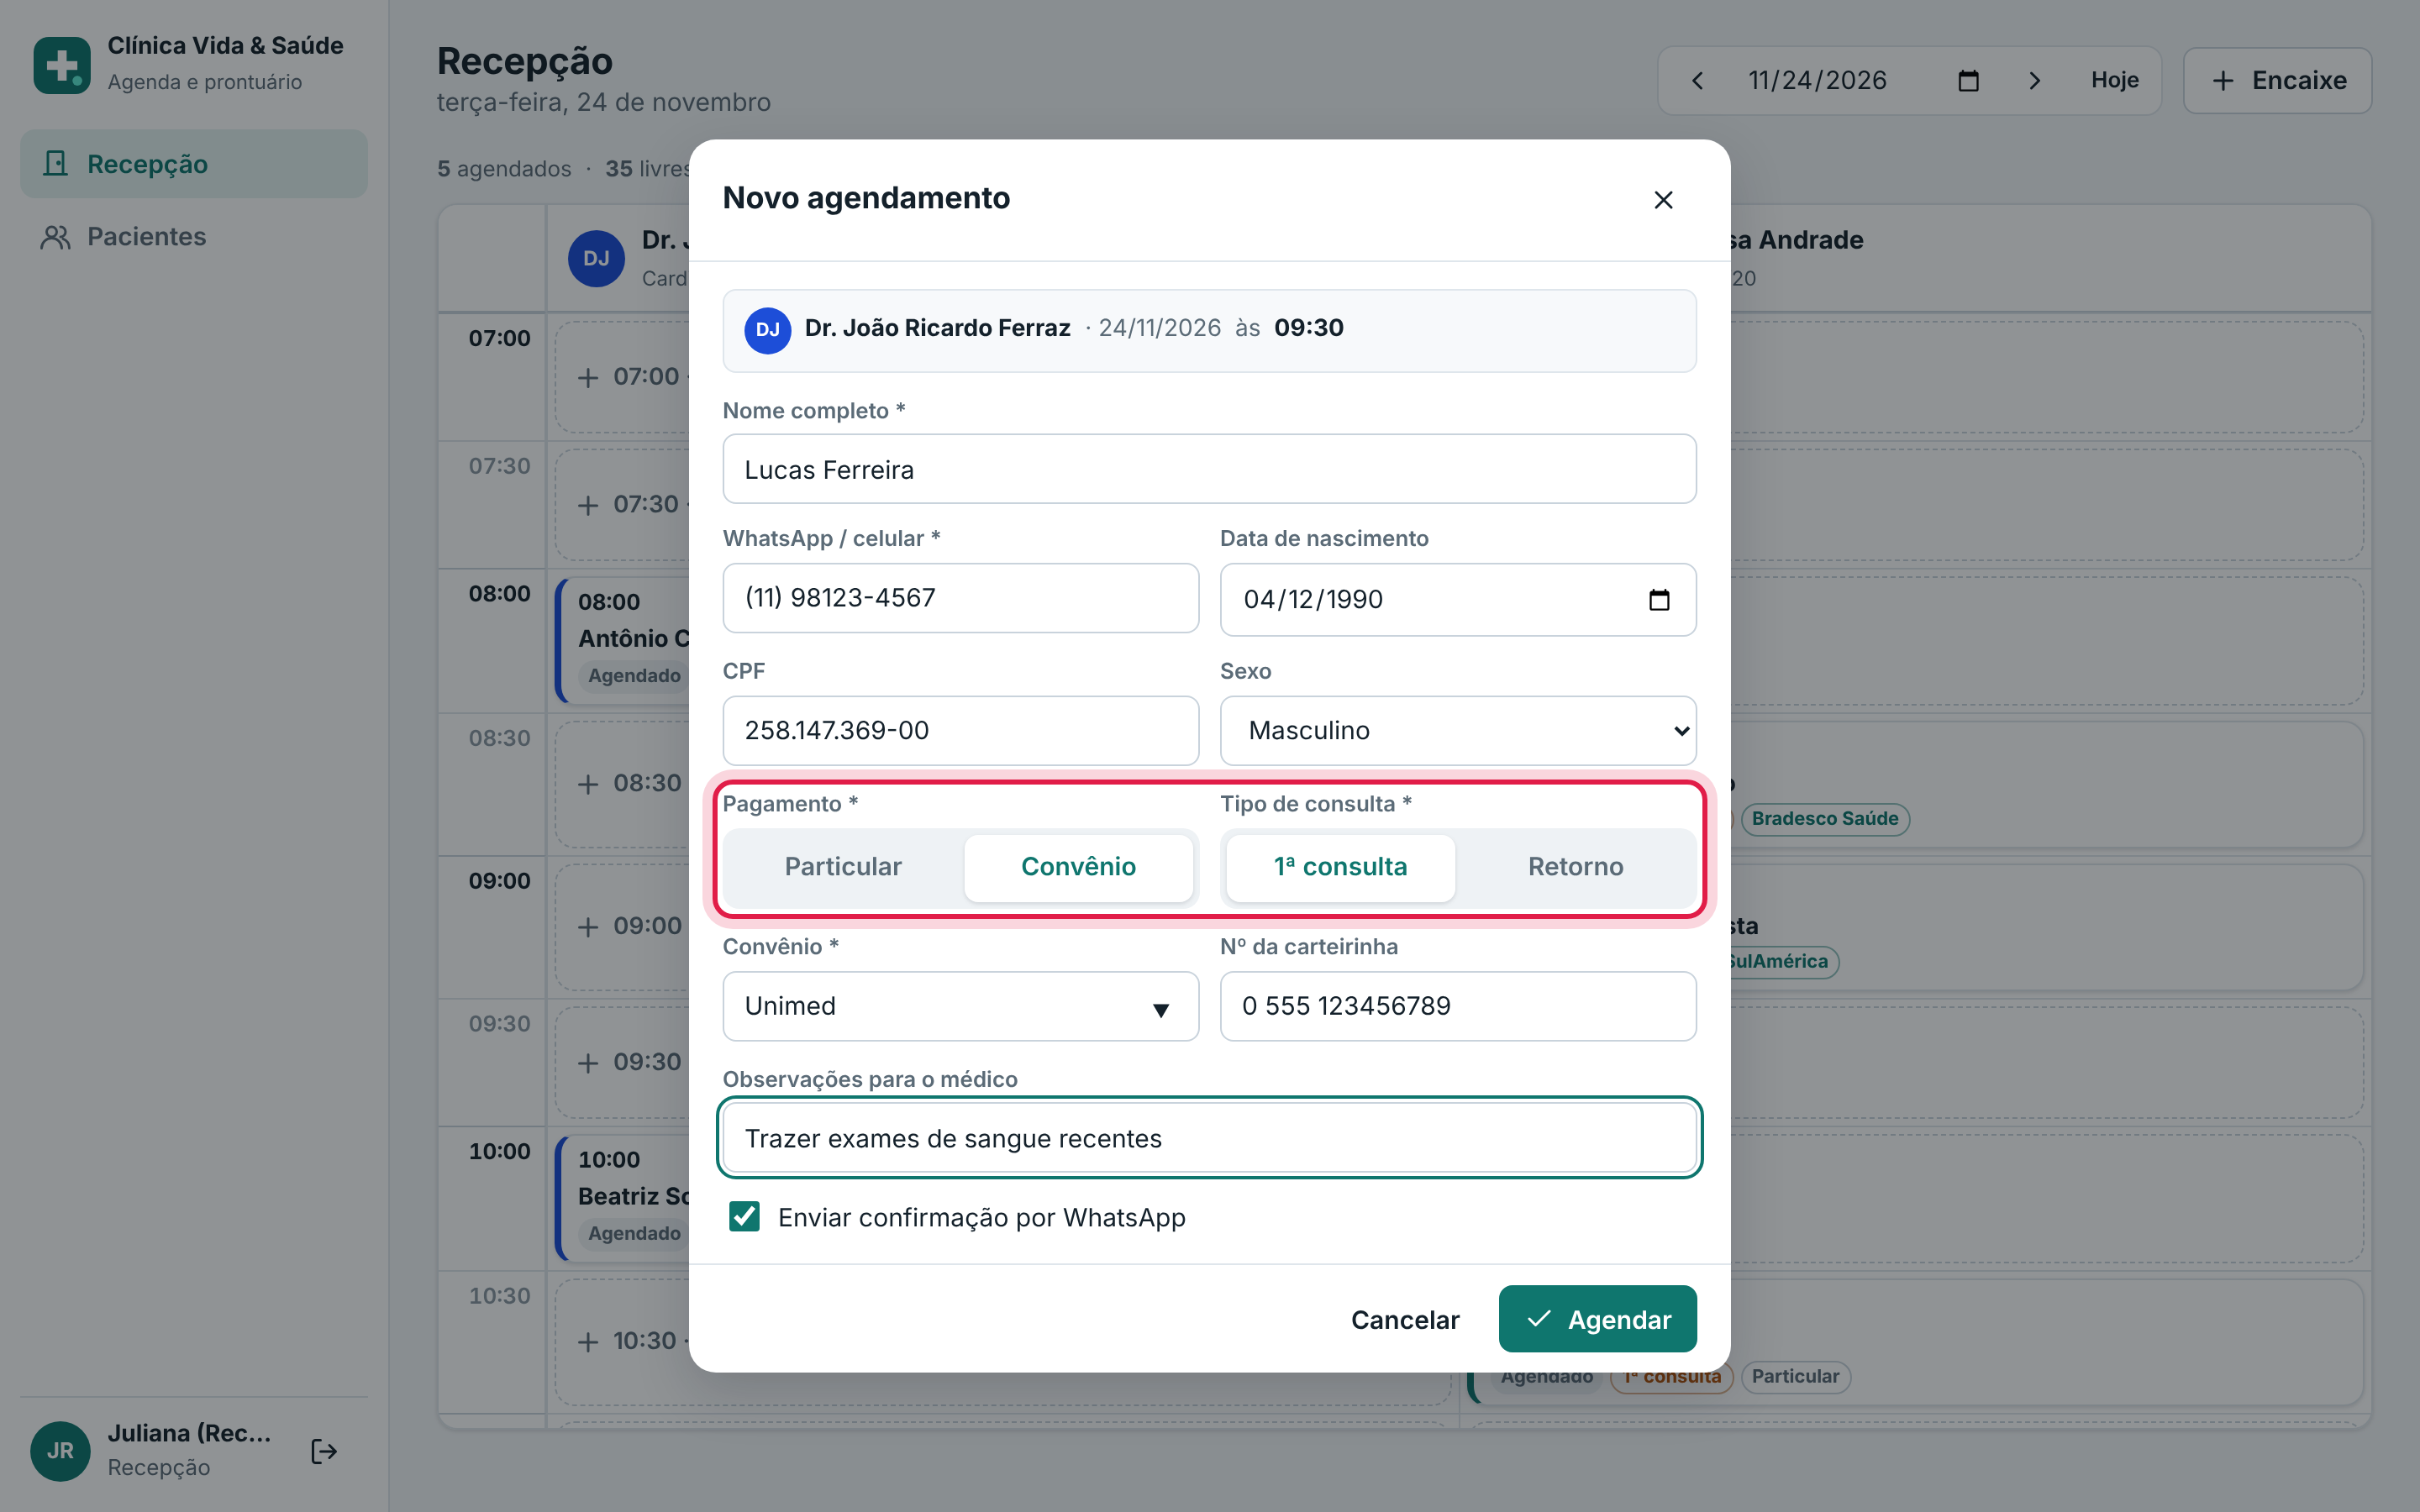 Clínica Vida & Saúde
Agenda e prontuário
Recepção
Pacientes
Recepção
terça-feira, 24 de novembro
11/24/2026
Hoje
Encaixe
5 agendados · 35 livres
DJ
Dr.
Card
sa Andrade
20
07:00
07:00
07:30
07:30
08:00
08:00
Antônio C
Agendado
08:30
08:30
Bradesco Saúde
09:00
09:00
sta
SulAmérica
09:30
09:30
10:00
10:00
Beatriz So
Agendado
10:30
10:30
Agendado
1ª consulta
Particular
Novo agendamento
DJ
Dr. João Ricardo Ferraz · 24/11/2026 às 09:30
Nome completo *
Lucas Ferreira
WhatsApp / celular *
(11) 98123-4567
Data de nascimento
04/12/1990
CPF
258.147.369-00
Sexo
Masculino
Pagamento *
Particular
Convênio
Tipo de consulta *
1ª consulta
Retorno
Convênio *
Unimed
Nº da carteirinha
0 555 123456789
Observações para o médico
Trazer exames de sangue recentes
Enviar confirmação por WhatsApp
Cancelar
Agendar
JR
Juliana (Rec...
Recepção